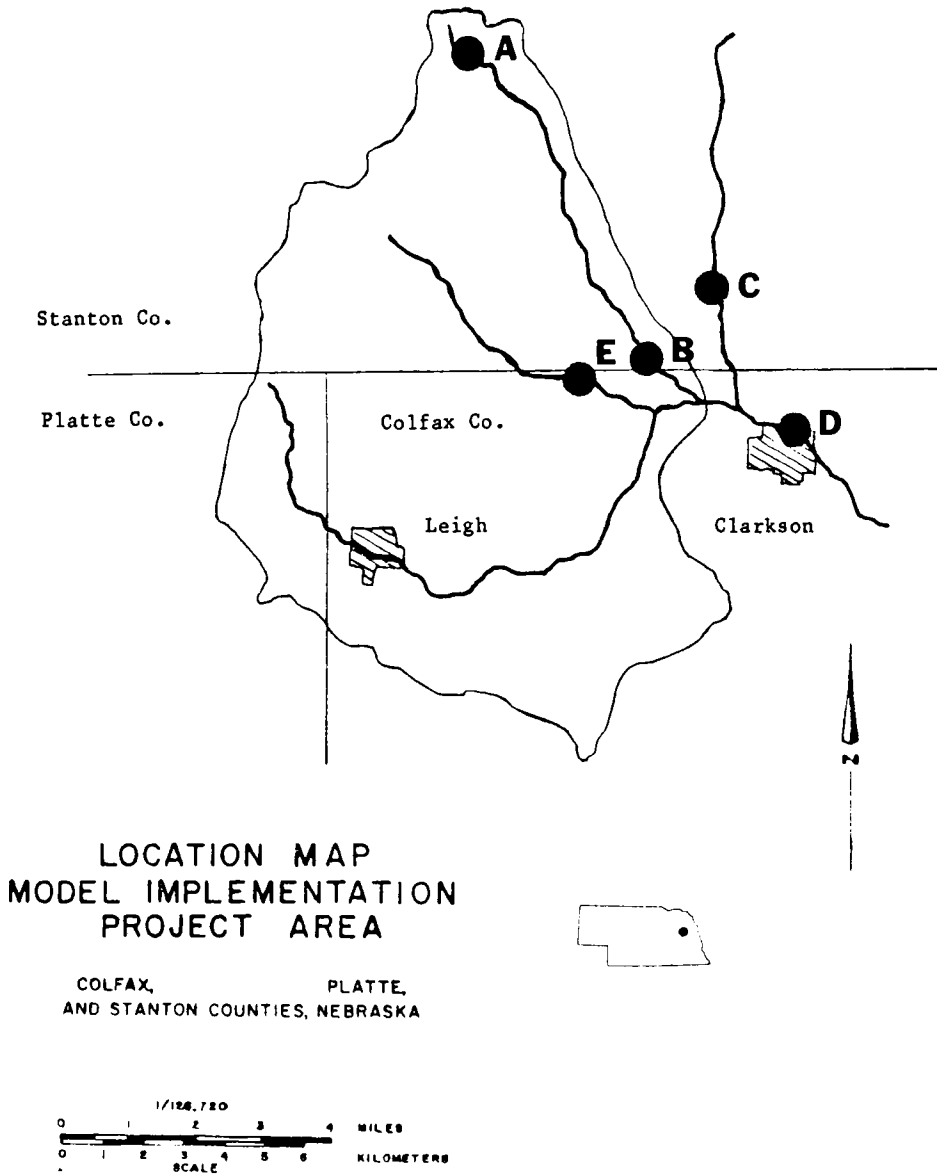 A
C
Stanton Co.
E
B
Platte Co.
Colfax Co.
D
Leigh
Clarkson
N
LOCATION MAP
MODEL IMPLEMENTATION
PROJECT AREA
COLFAX, PLATTE,
AND STANTON COUNTIES, NEBRASKA
1/126,720
0 1 2 3 4 MILES
0 1 2 3 4 5 6 KILOMETERS
SCALE